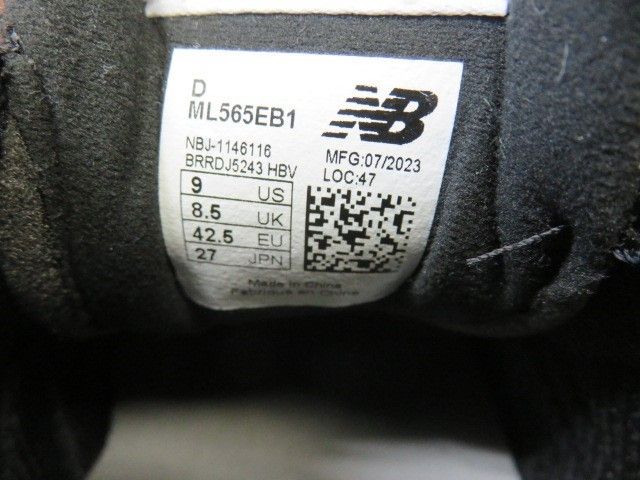 D
ML565EB1
NB
NBJ-1146116
BRRDJ5243 HBV
MFG:07/2023
LOC:47
9 US
8.5 UK
42.5 EU
27 JPN
Made in China
Fabriqué en Chine